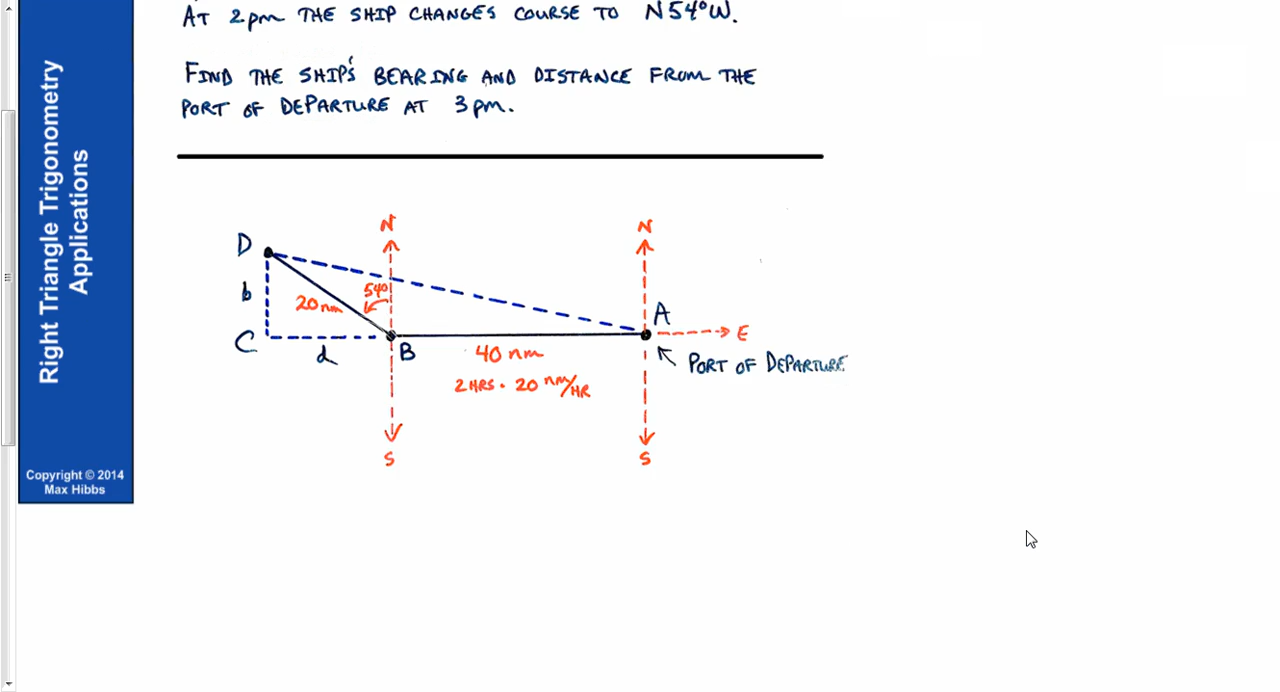 AT 2pm THE SHIP CHANGES COURSE TO N54°W.
FIND THE SHIP'S BEARING AND DISTANCE FROM THE
PORT OF DEPARTURE AT 3pm.
Right Triangle Trigonometry
Applications
N
N
D
b
54°
20 nm
A
E
C
d
B
40 nm
PORT OF DEPARTURE
2 HRS · 20 nm/HR
S
S
Copyright © 2014
Max Hibbs